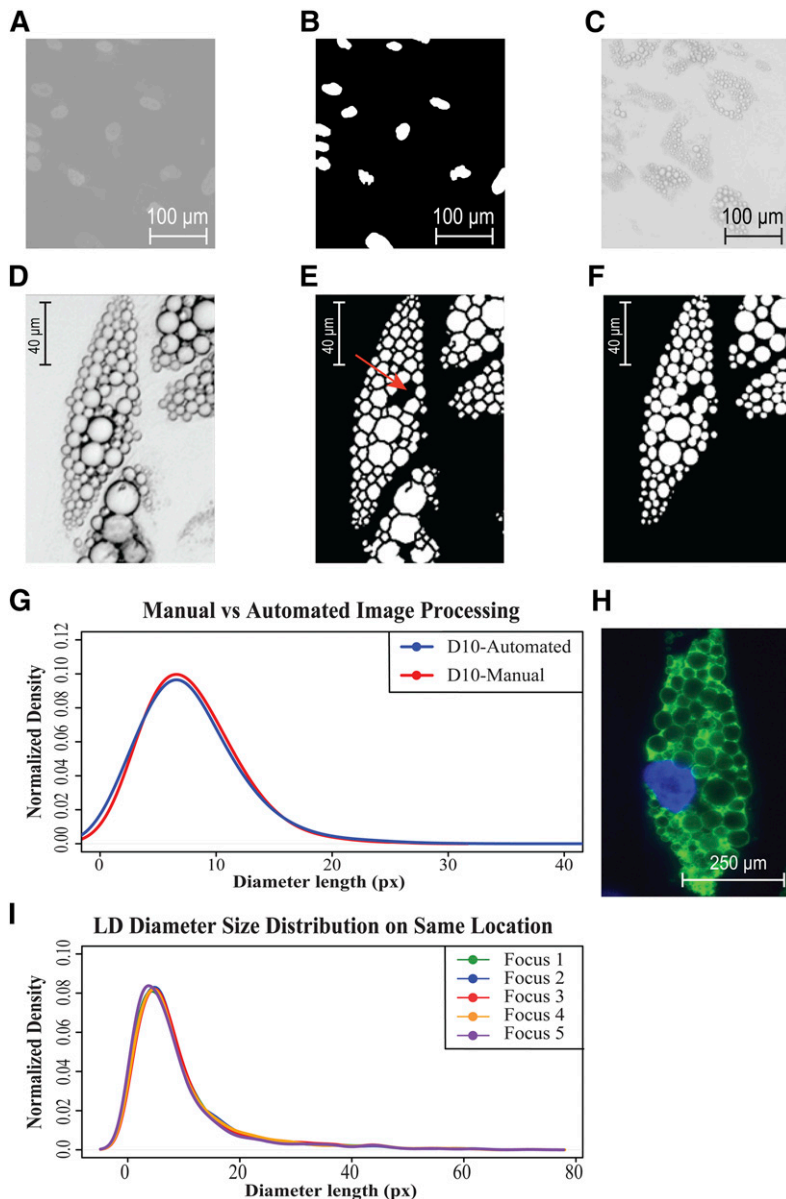 A
B
C
100 µm
100 µm
100 µm
D
E
F
40 µm
40 µm
40 µm
G
Manual vs Automated Image Processing
H
Normalized Density
0.00 0.02 0.04 0.06 0.08 0.10 0.12
D10-Automated
D10-Manual
0 10 20 30 40
Diameter length (px)
250 µm
I
LD Diameter Size Distribution on Same Location
Normalized Density
0.0 0.02 0.04 0.06 0.08 0.10
Focus 1
Focus 2
Focus 3
Focus 4
Focus 5
0 20 40 60 80
Diameter length (px)